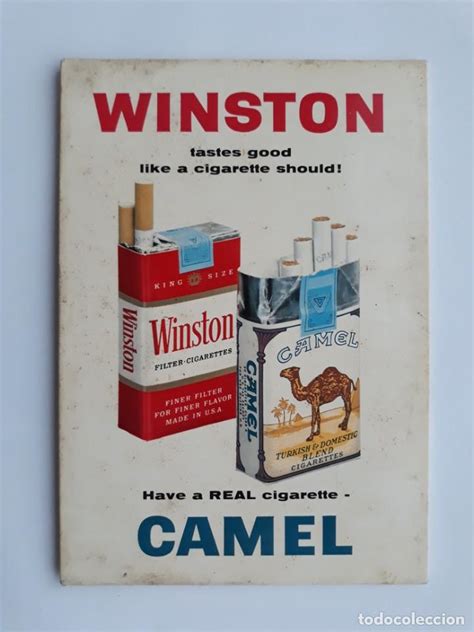 WINSTON
tastes good
like a cigarette should!
KING SIZE
Winston
Winston
FILTER-CIGARETTES
FINER FILTER
FOR FINER FLAVOR
MADE IN U.S.A
CAMEL
CAMEL
TURKISH & DOMESTIC
BLEND
CIGARETTES
Have a REAL cigarette -
CAMEL
todocoleccion